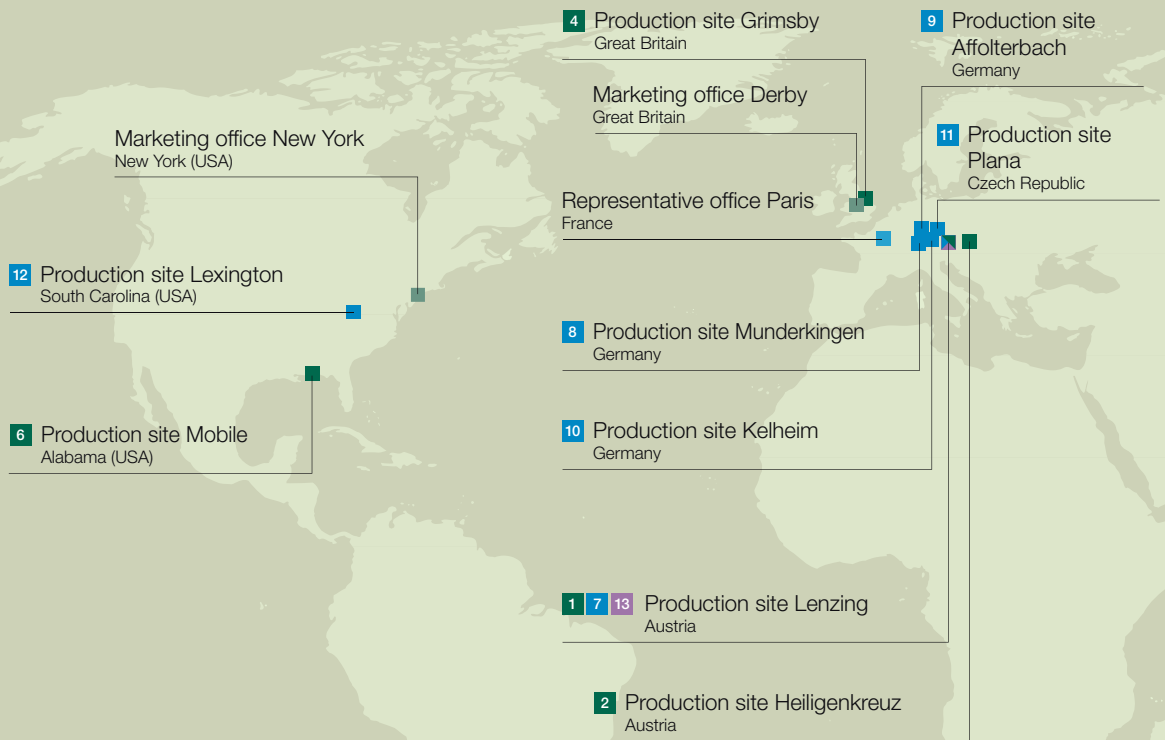 4 Production site Grimsby
Great Britain
9 Production site
Affolterbach
Germany
Marketing office Derby
Great Britain
Marketing office New York
New York (USA)
11 Production site
Plana
Czech Republic
Representative office Paris
France
12 Production site Lexington
South Carolina (USA)
8 Production site Munderkingen
Germany
6 Production site Mobile
Alabama (USA)
10 Production site Kelheim
Germany
1 7 13 Production site Lenzing
Austria
2 Production site Heiligenkreuz
Austria